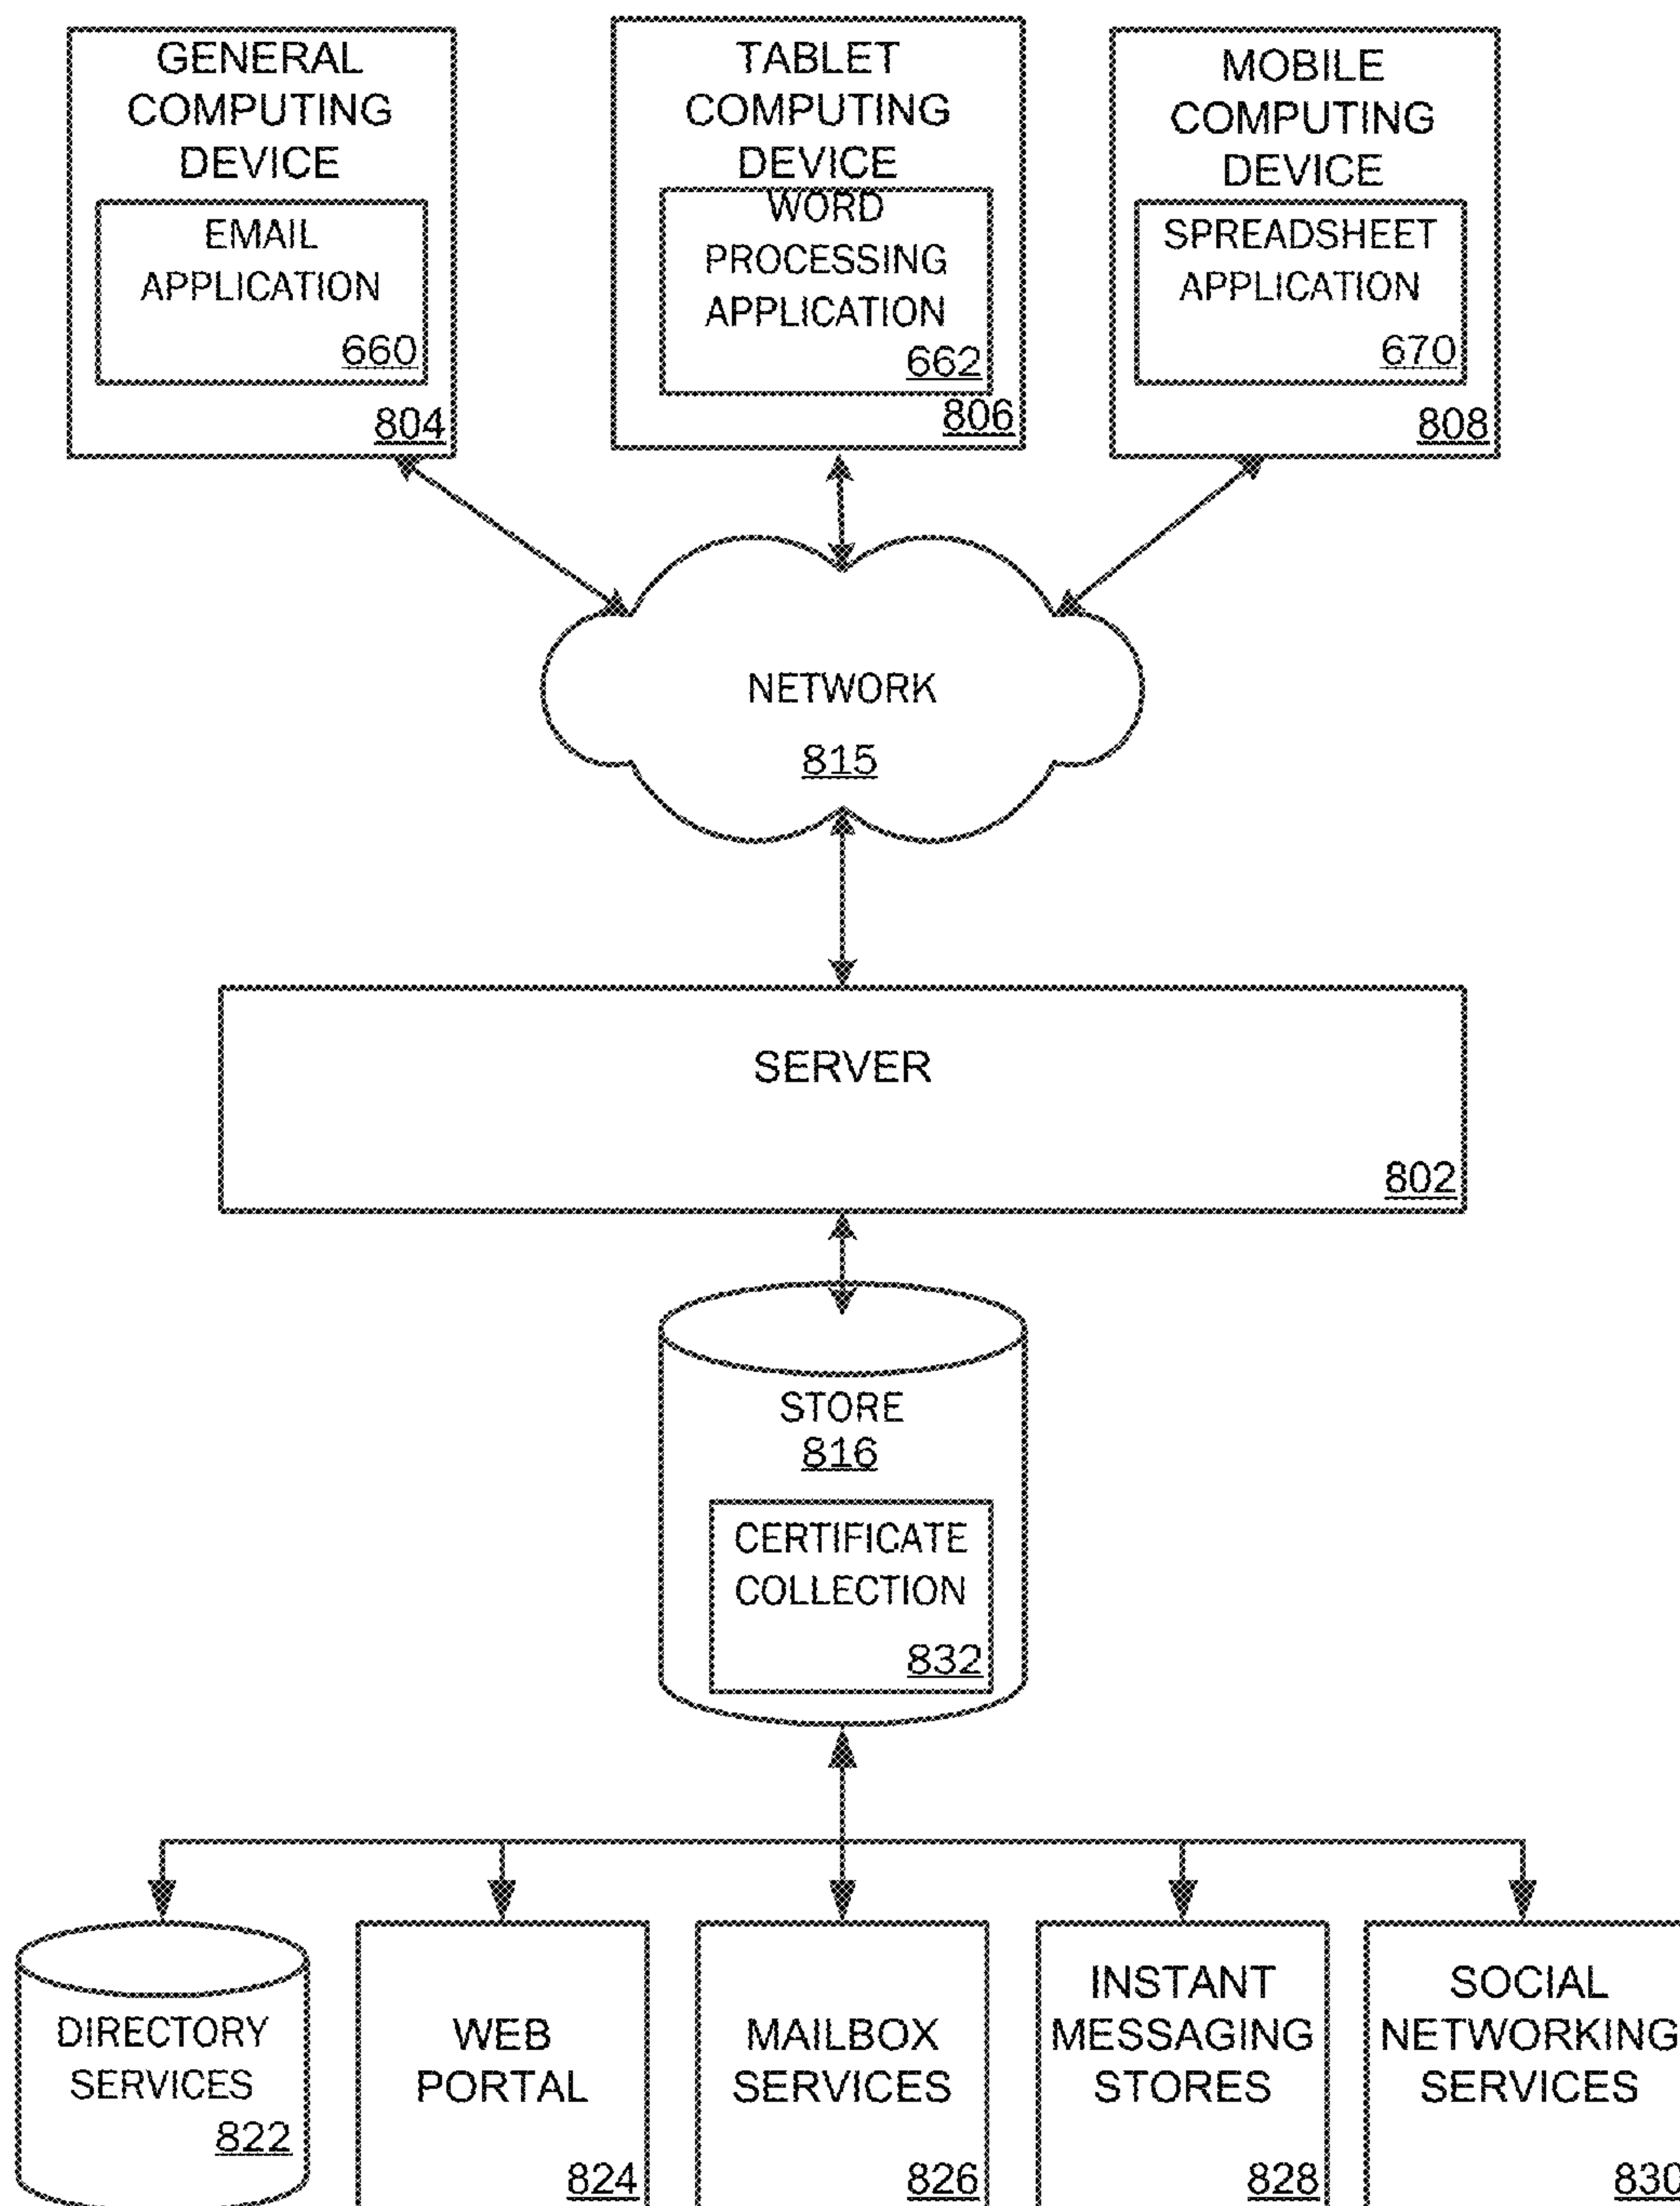 GENERAL
COMPUTING
DEVICE
EMAIL
APPLICATION
660
804
TABLET
COMPUTING
DEVICE
WORD
PROCESSING
APPLICATION
662
806
MOBILE
COMPUTING
DEVICE
SPREADSHEET
APPLICATION
670
808
NETWORK
815
SERVER
802
STORE
816
CERTIFICATE
COLLECTION
832
DIRECTORY
SERVICES
822
WEB
PORTAL
824
MAILBOX
SERVICES
826
INSTANT
MESSAGING
STORES
828
SOCIAL
NETWORKING
SERVICES
830